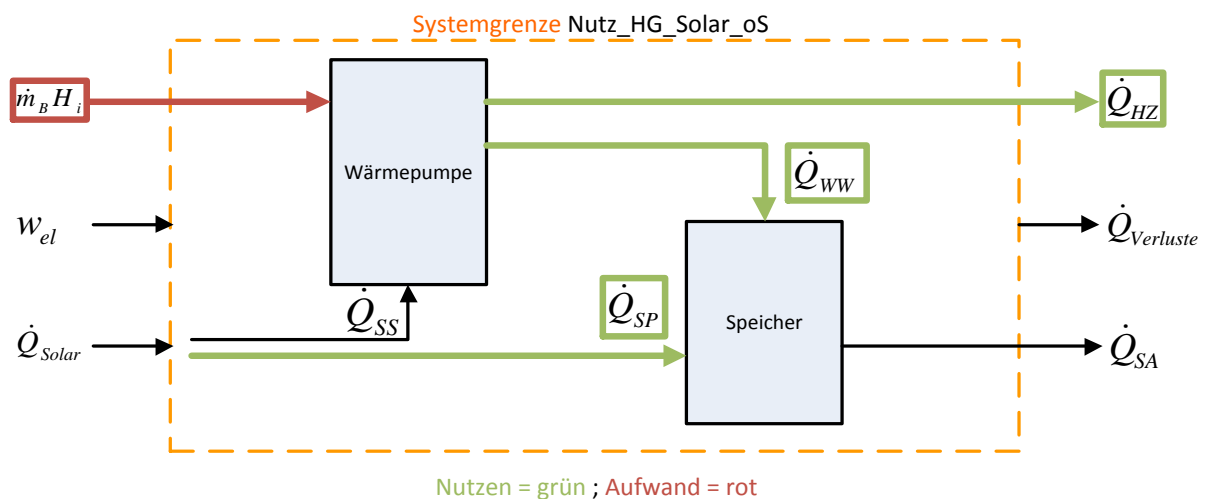 Systemgrenze Nutz_HG_Solar_oS
ṁ_B H_i
Q̇_HZ
Wärmepumpe
Q̇_WW
w_el
Q̇_Verluste
Q̇_SS
Q̇_SP
Speicher
Q̇_Solar
Q̇_SA
Nutzen = grün ; Aufwand = rot